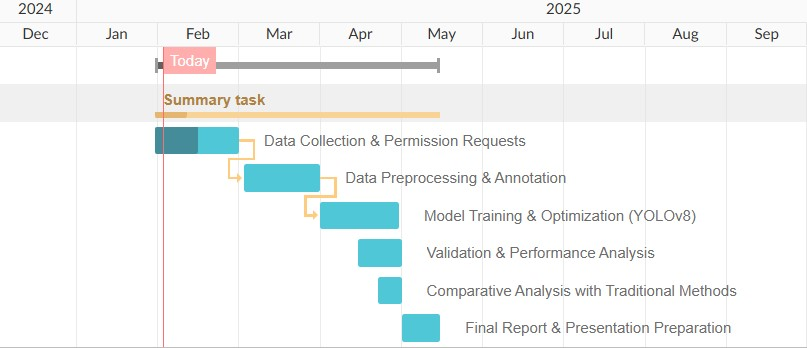 2024 2025
Dec Jan Feb Mar Apr May Jun Jul Aug Sep
Today
Summary task
Data Collection & Permission Requests
Data Preprocessing & Annotation
Model Training & Optimization (YOLOv8)
Validation & Performance Analysis
Comparative Analysis with Traditional Methods
Final Report & Presentation Preparation